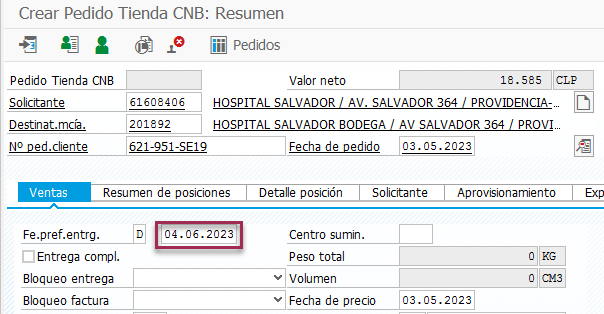 Crear Pedido Tienda CNB: Resumen
Pedidos
Pedido Tienda CNB Valor neto 18.585 CLP
Solicitante 61608406 HOSPITAL SALVADOR / AV. SALVADOR 364 / PROVIDENCIA-…
Destinat.mcía. 201892 HOSPITAL SALVADOR BODEGA / AV SALVADOR 364 / PROVI…
Nº ped.cliente 621-951-SE19 Fecha de pedido 03.05.2023
Ventas Resumen de posiciones Detalle posición Solicitante Aprovisionamiento Exp
Fe.pref.entrg. D 04.06.2023 Centro sumin.
Entrega compl. Peso total 0 KG
Bloqueo entrega Volumen 0 CM3
Bloqueo factura Fecha de precio 03.05.2023